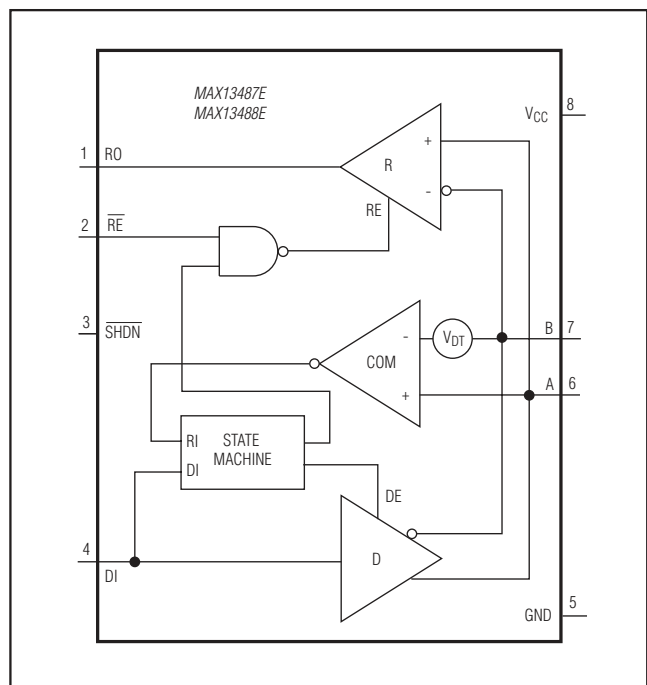 MAX13487E
MAX13488E
VCC 8
1 RO
R
+
-
RE
2 RE
3 SHDN
COM
-
+
VDT
B 7
A 6
RI
DI
STATE
MACHINE
DE
4
DI
D
GND 5